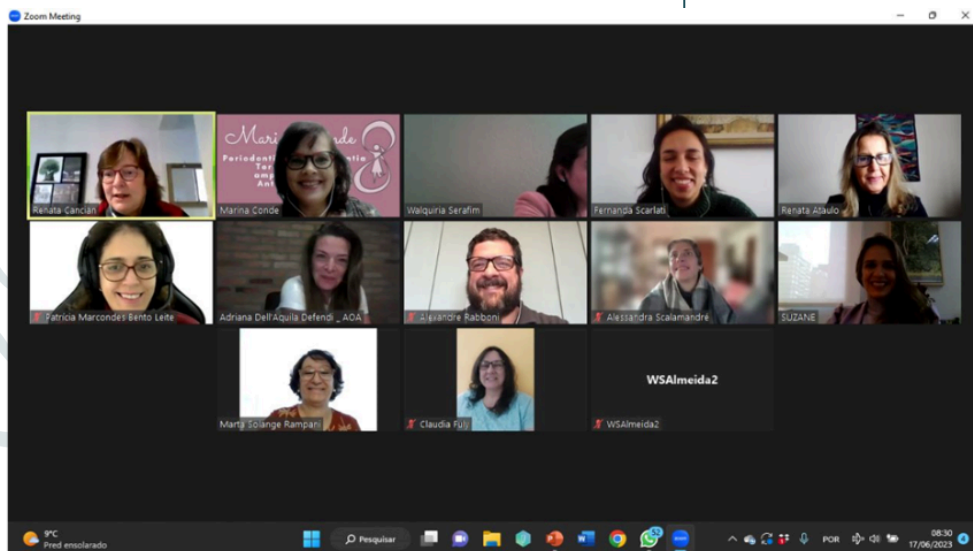 Zoom Meeting
Renata Cancian
Marina Conde
Walquiria Serafim
Fernanda Scarlati
Renata Ataulo
Patrícia Marcondes Bento Leite
Adriana Dell'Aquila Defendi _ AOA
Alexandre Rabboni
Alessandra Scalamandré
SUZANE
Marta Solange Rampani
Claudia Fúly
WSAlmeida2
WSAlmeida2
9°C
Pred ensolarado
Pesquisar
POR
08:30
17/06/2023